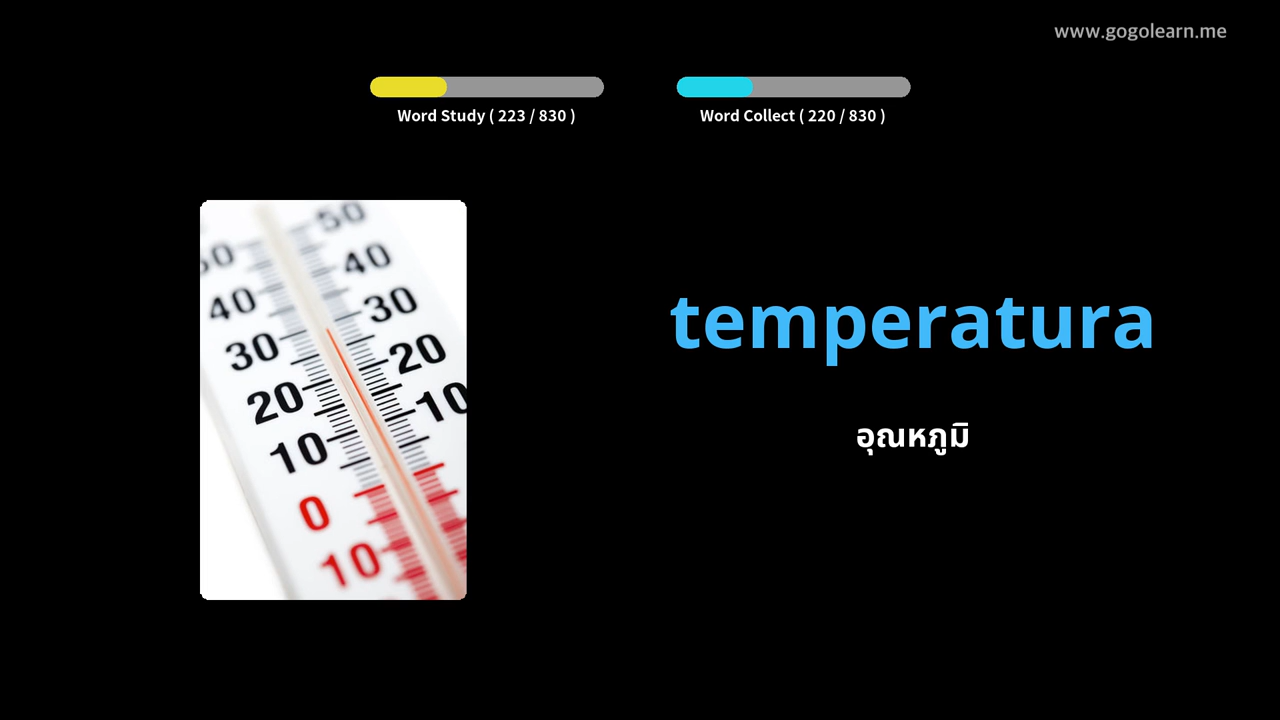 www.gogolearn.me
Word Study ( 223 / 830 )
Word Collect ( 220 / 830 )
50
50
40
40
30
30
20
20
10
10
0
10
temperatura
อุณหภูมิ